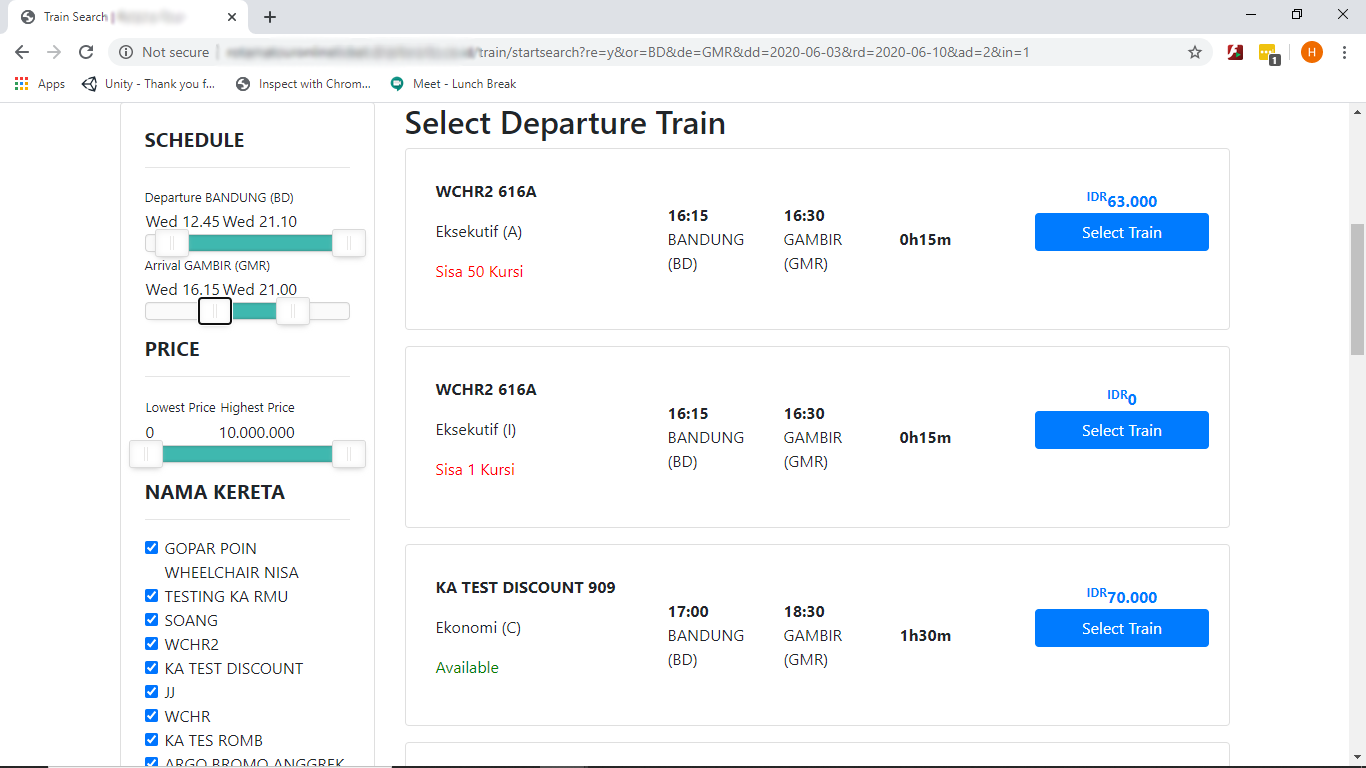 Train Search |
Not secure
train/startsearch?re=y&or=BD&de=GMR&dd=2020-06-03&rd=2020-06-10&ad=2&in=1
1
H
Apps
Unity - Thank you f...
Inspect with Chrom...
Meet - Lunch Break
SCHEDULE
Departure BANDUNG (BD)
Wed 12.45 Wed 21.10
Arrival GAMBIR (GMR)
Wed 16.15 Wed 21.00
PRICE
Lowest Price Highest Price
0 10.000.000
NAMA KERETA
GOPAR POIN
WHEELCHAIR NISA
TESTING KA RMU
SOANG
WCHR2
KA TEST DISCOUNT
JJ
WCHR
KA TES ROMB
ARGO BROMO ANGGREK
Select Departure Train
WCHR2 616A
Eksekutif (A)
Sisa 50 Kursi
16:15
BANDUNG
(BD)
16:30
GAMBIR
(GMR)
0h15m
IDR63.000
Select Train
WCHR2 616A
Eksekutif (I)
Sisa 1 Kursi
16:15
BANDUNG
(BD)
16:30
GAMBIR
(GMR)
0h15m
IDR0
Select Train
KA TEST DISCOUNT 909
Ekonomi (C)
Available
17:00
BANDUNG
(BD)
18:30
GAMBIR
(GMR)
1h30m
IDR70.000
Select Train